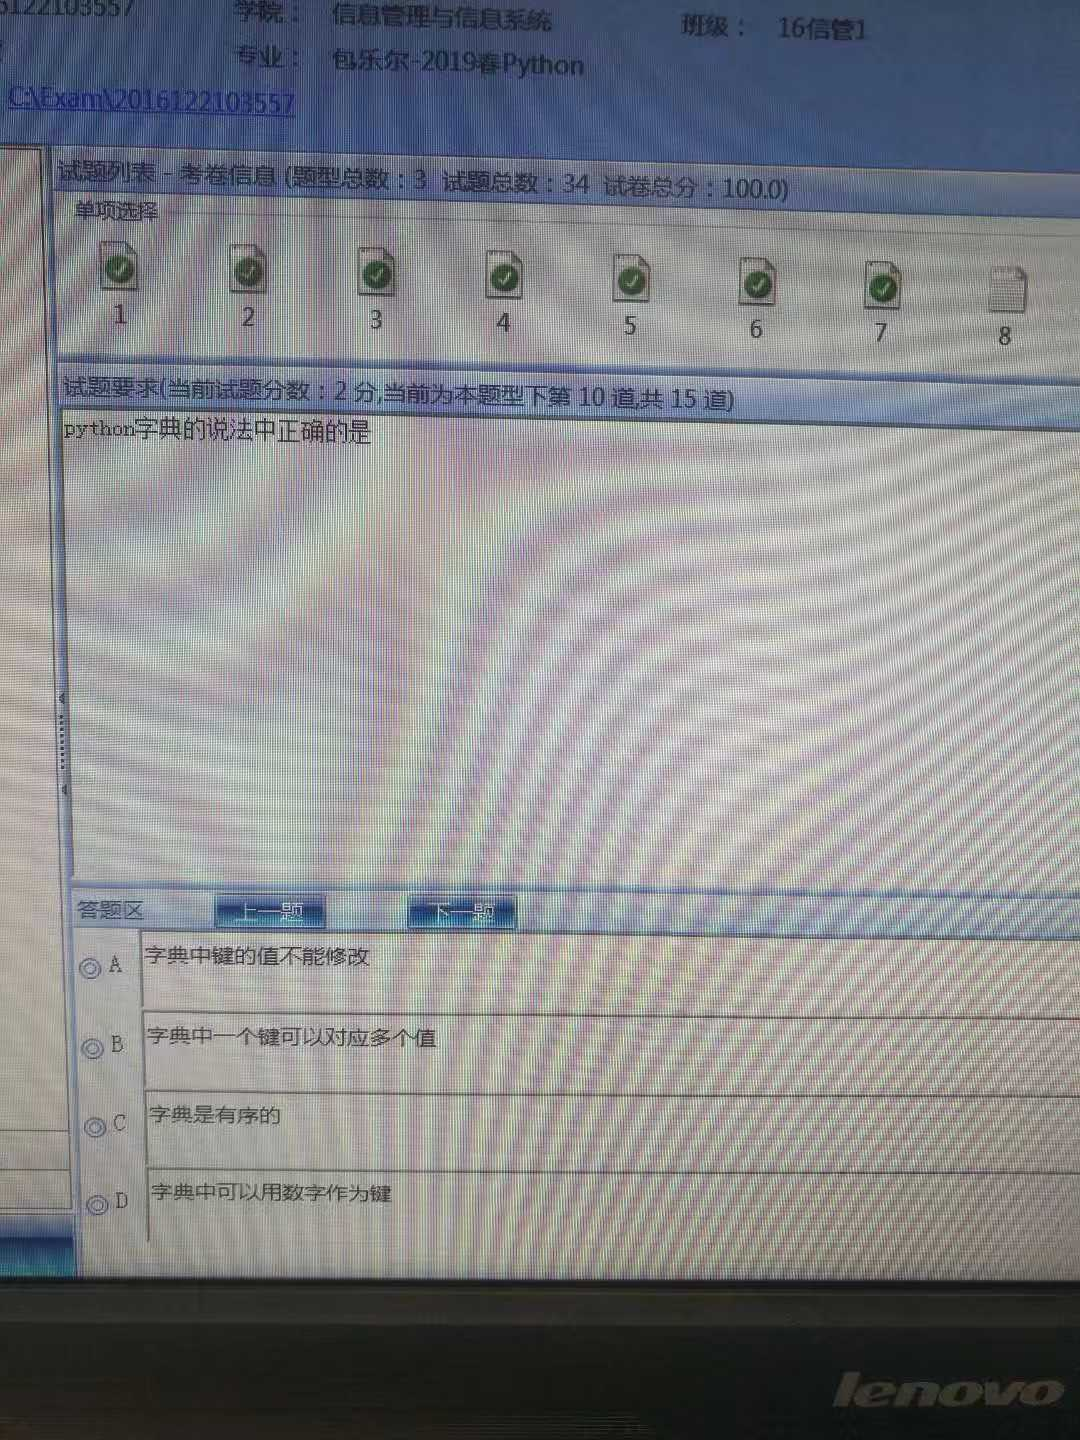 6122103557 学院： 信息管理与信息系统 班级： 16信管1
专业： 包乐尔-2019春Python
C:\Exam\2016122103557
试题列表 - 考卷信息 (题型总数：3 试题总数：34 试卷总分：100.0)
单项选择
1 2 3 4 5 6 7 8
试题要求(当前试题分数：2 分,当前为本题型下第 10 道,共 15 道)
python字典的说法中正确的是
答题区 上一题 下一题
A 字典中键的值不能修改
B 字典中一个键可以对应多个值
C 字典是有序的
D 字典中可以用数字作为键
lenovo